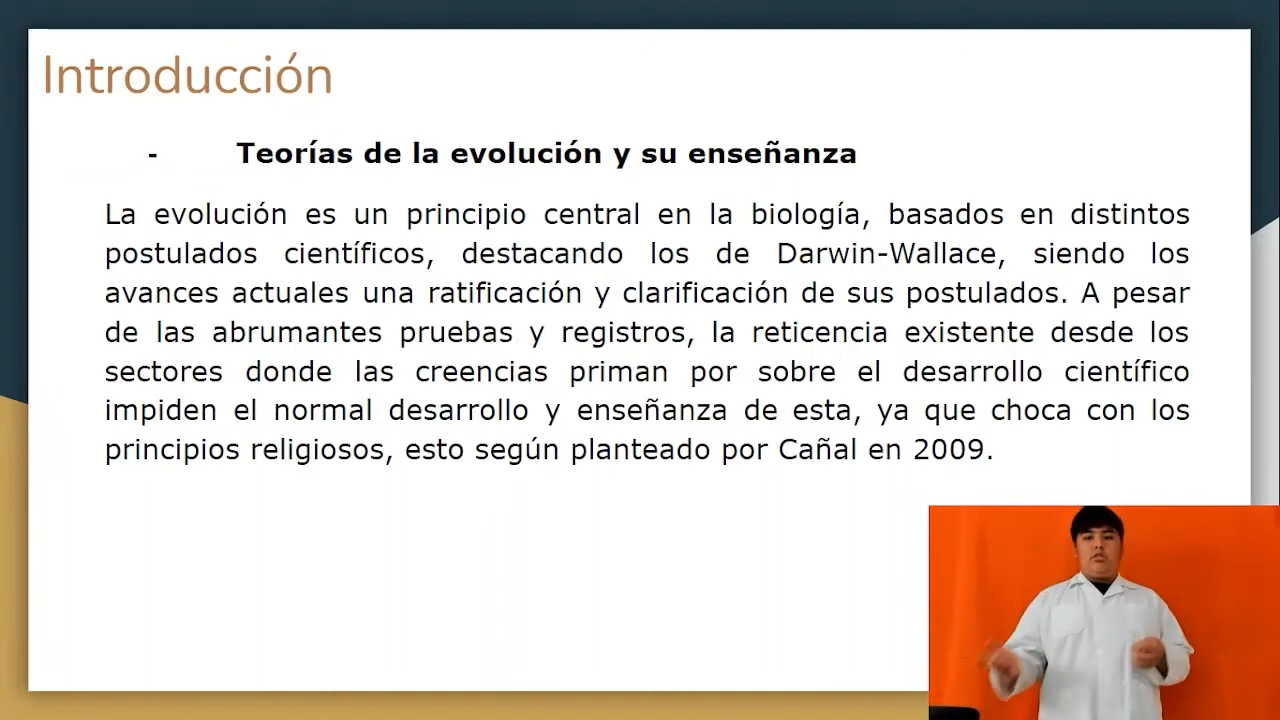 Introducción
- Teorías de la evolución y su enseñanza
La evolución es un principio central en la biología, basados en distintos
postulados científicos, destacando los de Darwin-Wallace, siendo los
avances actuales una ratificación y clarificación de sus postulados. A pesar
de las abrumantes pruebas y registros, la reticencia existente desde los
sectores donde las creencias priman por sobre el desarrollo científico
impiden el normal desarrollo y enseñanza de esta, ya que choca con los
principios religiosos, esto según planteado por Cañal en 2009.